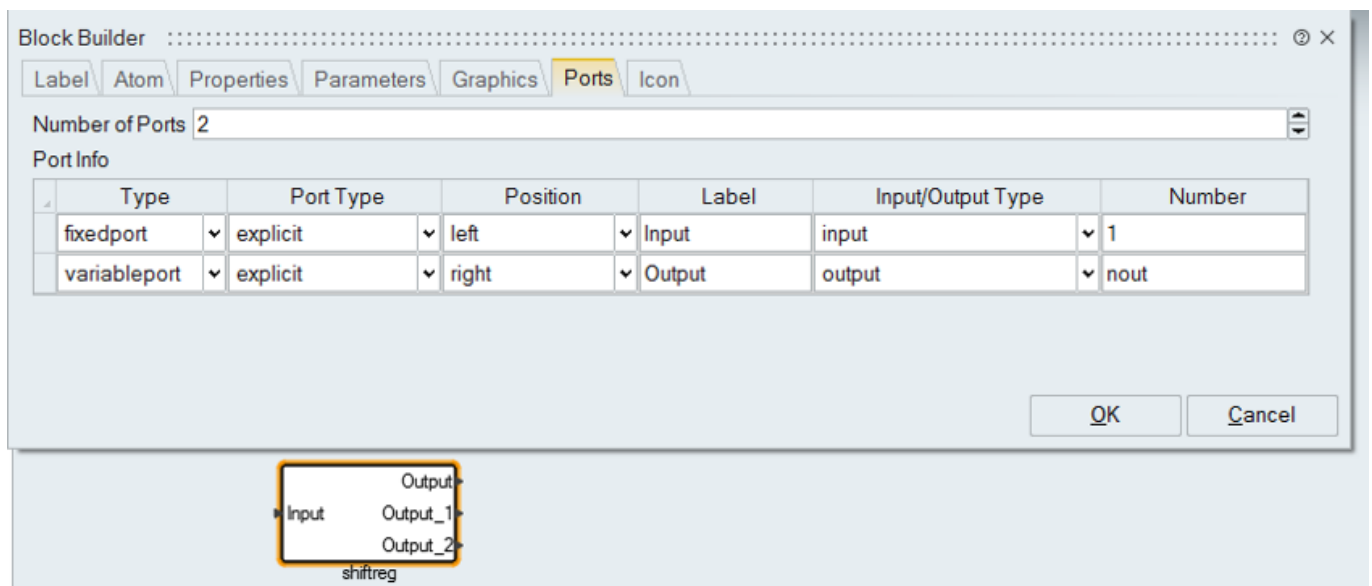 Block Builder
Label Atom Properties Parameters Graphics Ports Icon
Number of Ports 2
Port Info
Type Port Type Position Label Input/Output Type Number
fixedport explicit left Input input 1
variableport explicit right Output output nout
OK Cancel
Output
Input Output_1
Output_2
shiftreg